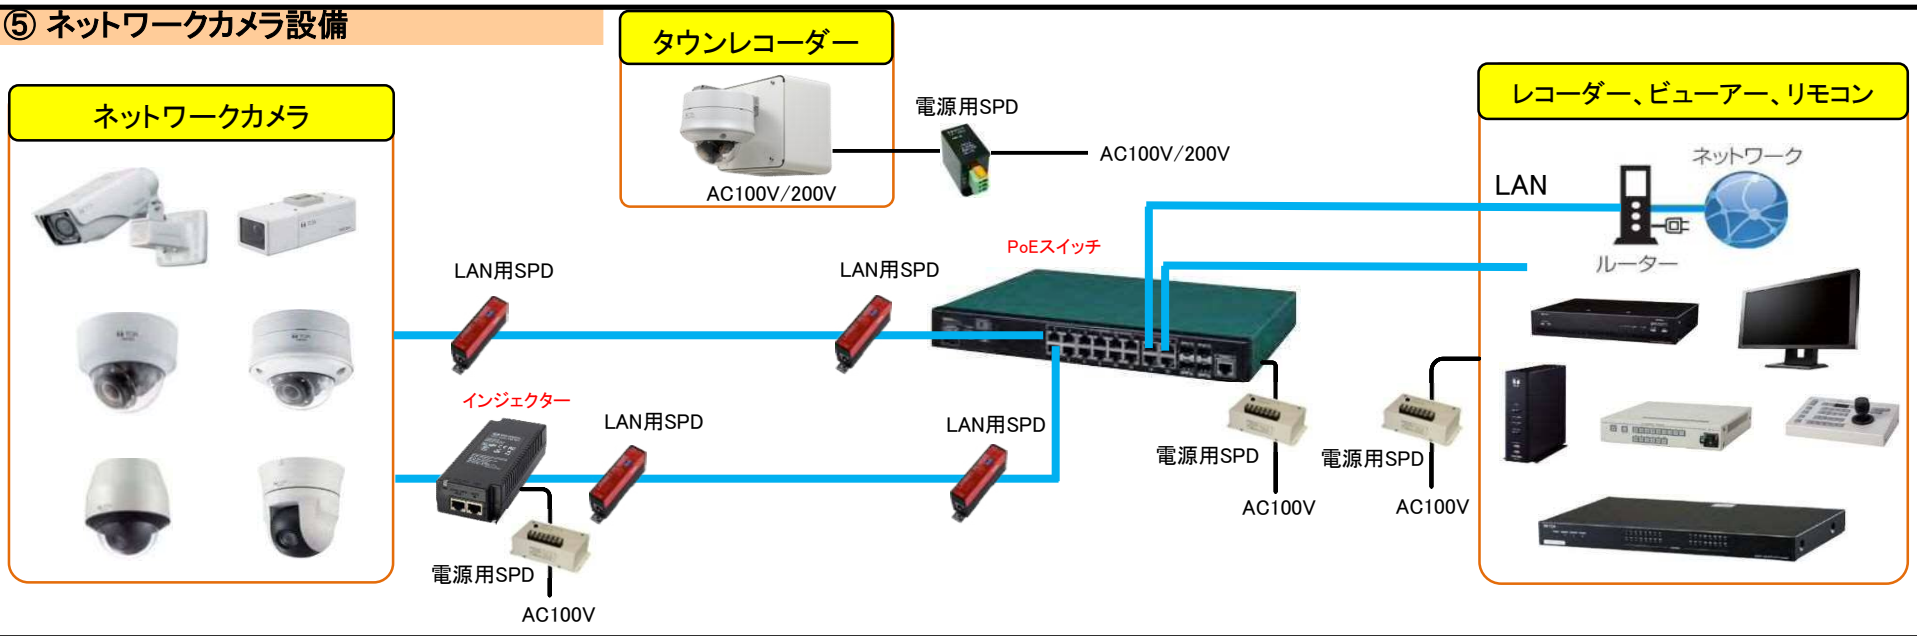 ⑤ ネットワークカメラ設備
タウンレコーダー
ネットワークカメラ
レコーダー、ビューアー、リモコン
電源用SPD
AC100V/200V
AC100V/200V
ネットワーク
LAN
ルーター
PoEスイッチ
LAN用SPD
LAN用SPD
インジェクター
LAN用SPD
LAN用SPD
電源用SPD
電源用SPD
AC100V
AC100V
電源用SPD
AC100V